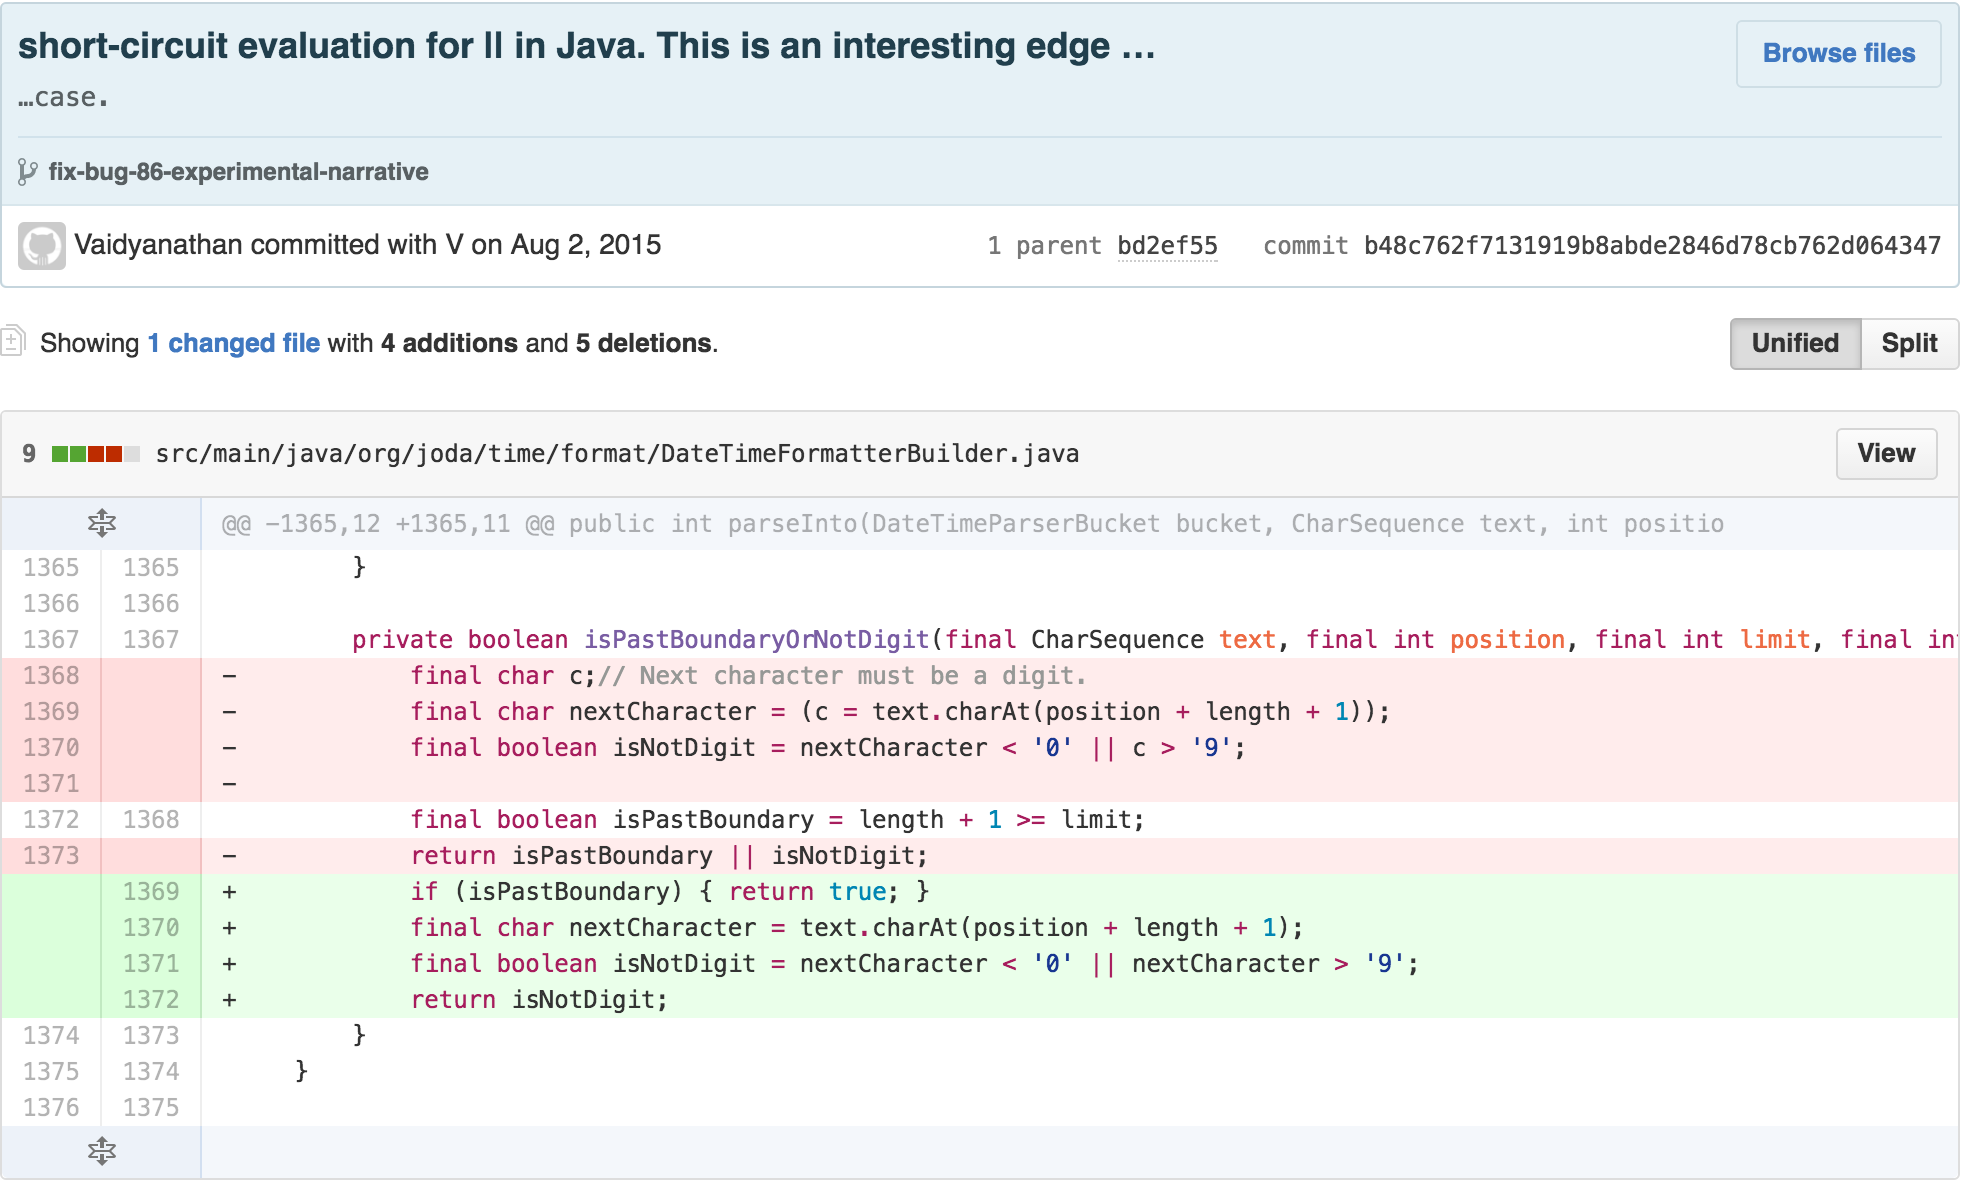 short-circuit evaluation for || in Java. This is an interesting edge …
…case.
Browse files
fix-bug-86-experimental-narrative
Vaidyanathan committed with V on Aug 2, 2015
1 parent bd2ef55 commit b48c762f7131919b8abde2846d78cb762d064347
Showing 1 changed file with 4 additions and 5 deletions.
Unified Split
9 src/main/java/org/joda/time/format/DateTimeFormatterBuilder.java
View
@@ -1365,12 +1365,11 @@ public int parseInto(DateTimeParserBucket bucket, CharSequence text, int positio
1365 1365 }
1366 1366
1367 1367 private boolean isPastBoundaryOrNotDigit(final CharSequence text, final int position, final int limit, final in
1368 - final char c;// Next character must be a digit.
1369 - final char nextCharacter = (c = text.charAt(position + length + 1));
1370 - final boolean isNotDigit = nextCharacter < '0' || c > '9';
1371 -
1372 1368 final boolean isPastBoundary = length + 1 >= limit;
1373 - return isPastBoundary || isNotDigit;
1369 + if (isPastBoundary) { return true; }
1370 + final char nextCharacter = text.charAt(position + length + 1);
1371 + final boolean isNotDigit = nextCharacter < '0' || nextCharacter > '9';
1372 + return isNotDigit;
1374 1373 }
1375 1374 }
1376 1375